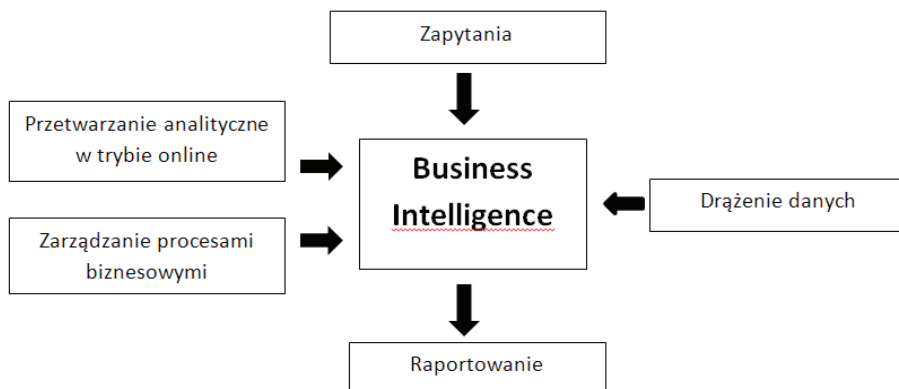 Zapytania
Przetwarzanie analityczne
w trybie online
Business
Intelligence
Drążenie danych
Zarządzanie procesami
biznesowymi
Raportowanie